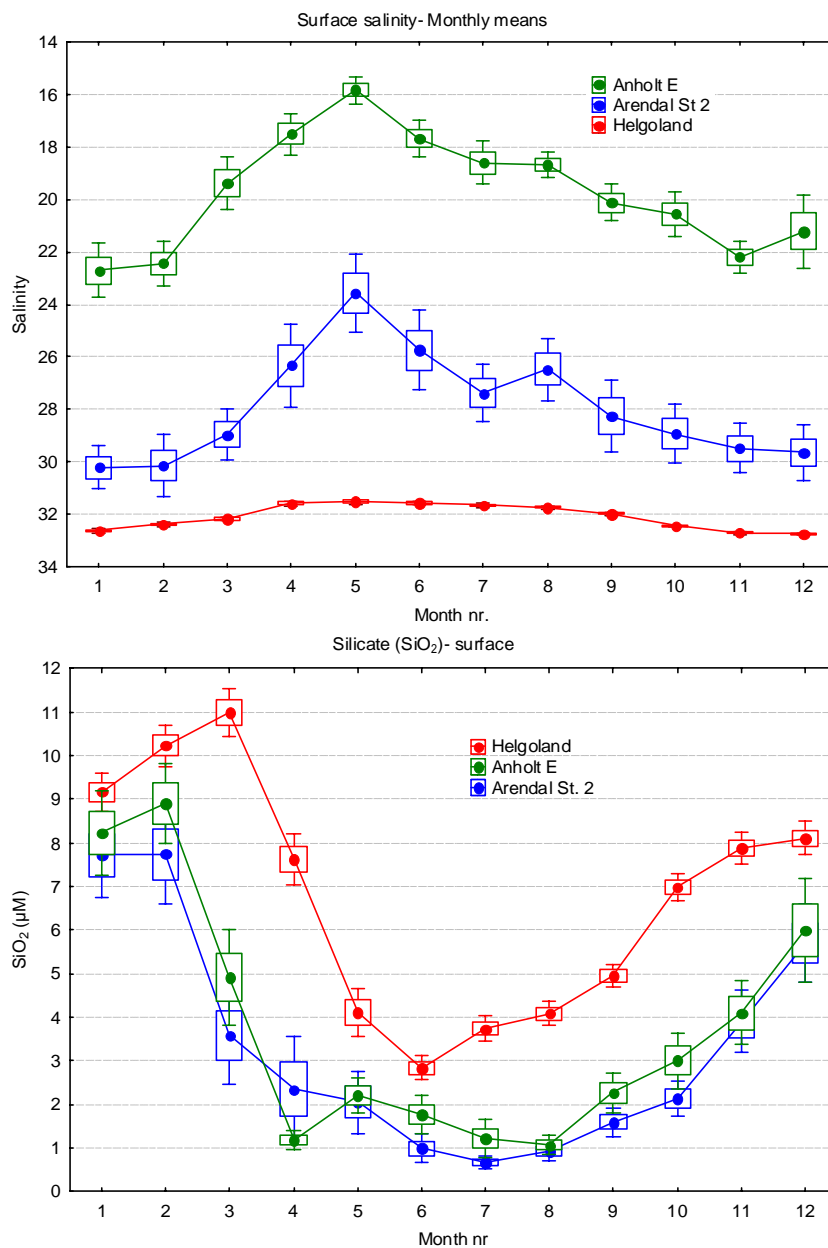 Surface salinity- Monthly means
14
16
18
20
22
24
26
28
30
32
34
Salinity
Anholt E
Arendal St 2
Helgoland
1 2 3 4 5 6 7 8 9 10 11 12
Month nr.
Silicate (SiO₂)- surface
12
11
10
9
8
7
6
5
4
3
2
1
0
SiO₂ (µM)
Helgoland
Anholt E
Arendal St. 2
1 2 3 4 5 6 7 8 9 10 11 12
Month nr